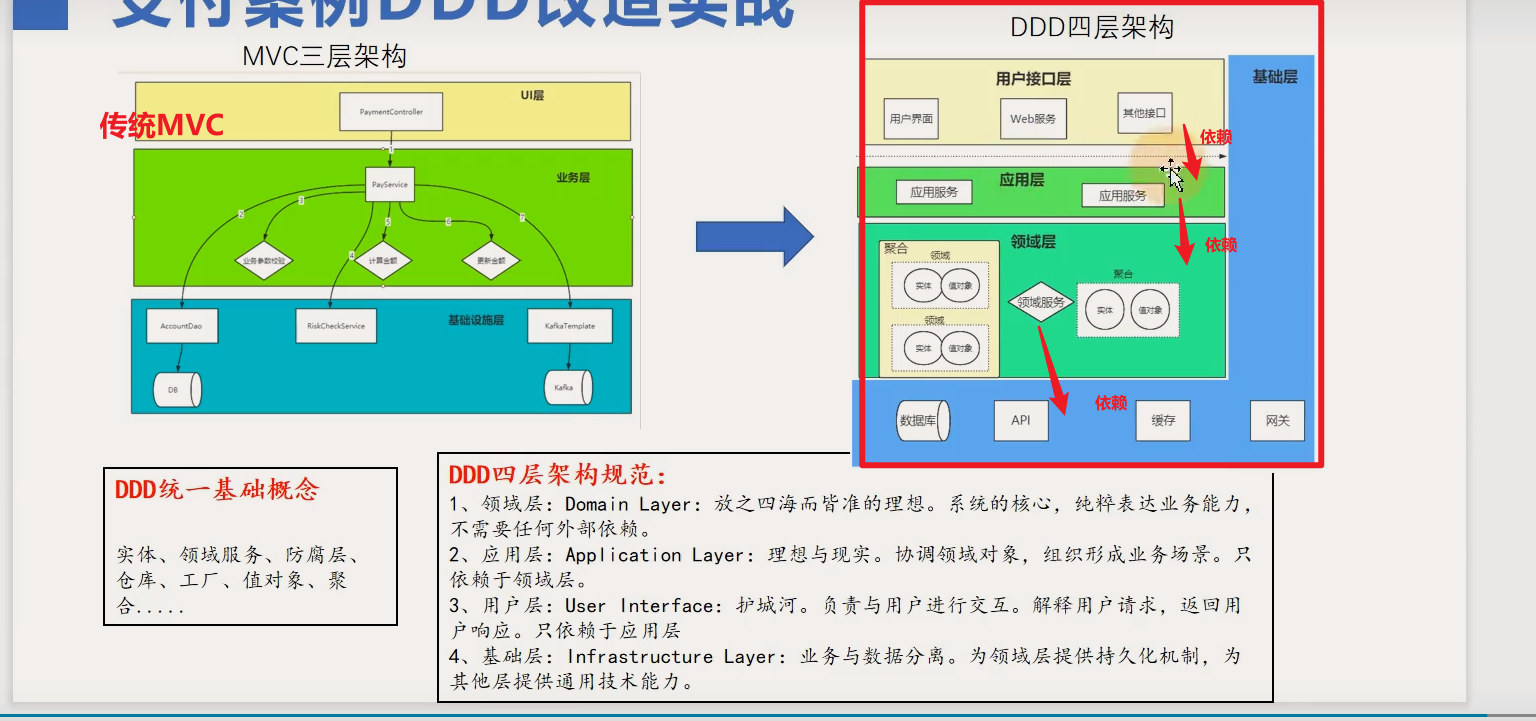 支付案例DDD改造实战
MVC三层架构
传统MVC
UI层
PaymentController
1
业务层
PayService
2
3
4
5
6
7
业务参数校验
计算金额
更新金额
基础设施层
AccountDao
RiskCheckService
KafkaTemplate
DB
Kafka
DDD四层架构
用户接口层
基础层
用户界面
Web服务
其他接口
依赖
应用层
应用服务
应用服务
依赖
领域层
聚合
领域
实体
值对象
领域
实体
值对象
领域服务
聚合
实体
值对象
依赖
数据库
API
缓存
网关
DDD统一基础概念
实体、领域服务、防腐层、
仓库、工厂、值对象、聚
合.....
DDD四层架构规范：
1、领域层：Domain Layer：放之四海而皆准的理想。系统的核心，纯粹表达业务能力，
不需要任何外部依赖。
2、应用层：Application Layer：理想与现实。协调领域对象，组织形成业务场景。只
依赖于领域层。
3、用户层：User Interface：护城河。负责与用户进行交互。解释用户请求，返回用
户响应。只依赖于应用层
4、基础层：Infrastructure Layer：业务与数据分离。为领域层提供持久化机制，为
其他层提供通用技术能力。